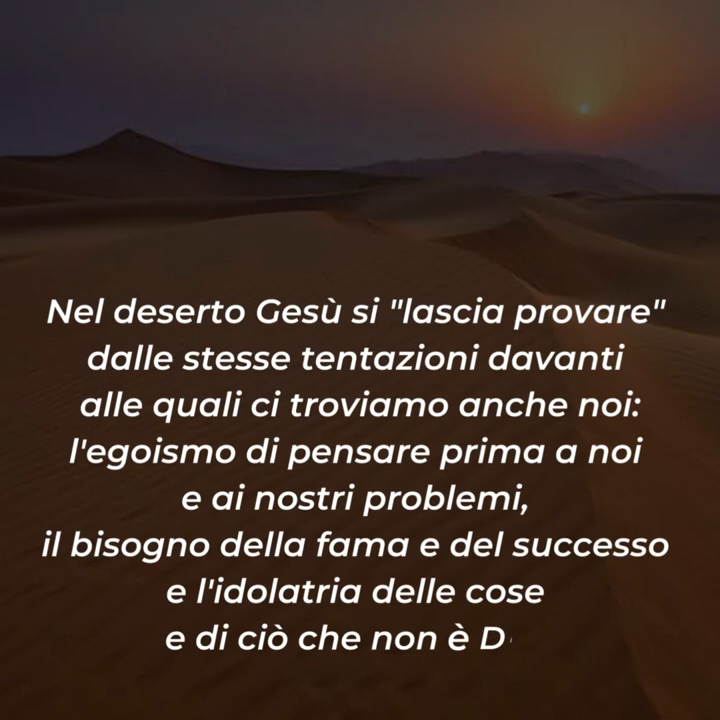 Nel deserto Gesù si "lascia provare"
dalle stesse tentazioni davanti
alle quali ci troviamo anche noi:
l'egoismo di pensare prima a noi
e ai nostri problemi,
il bisogno della fama e del successo
e l'idolatria delle cose
e di ciò che non è D